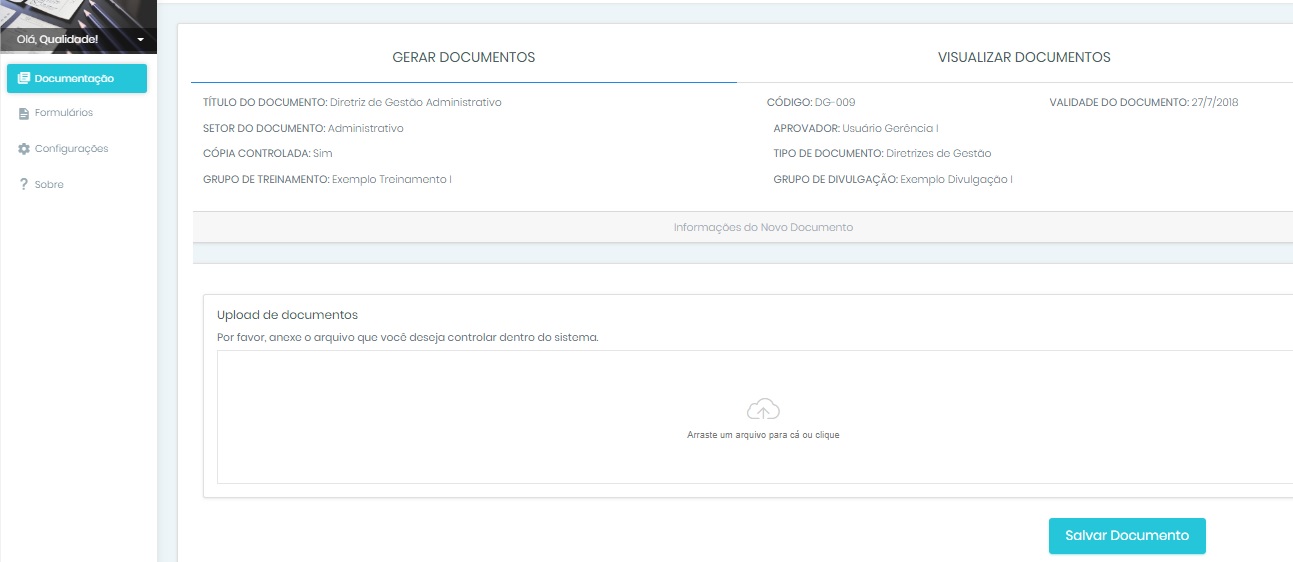 Olá, Qualidade!
Documentação
Formulários
Configurações
? Sobre
GERAR DOCUMENTOS
VISUALIZAR DOCUMENTOS
TÍTULO DO DOCUMENTO: Diretriz de Gestão Administrativo
CÓDIGO: DG-009
VALIDADE DO DOCUMENTO: 27/7/2018
SETOR DO DOCUMENTO: Administrativo
APROVADOR: Usuário Gerência I
CÓPIA CONTROLADA: Sim
TIPO DE DOCUMENTO: Diretrizes de Gestão
GRUPO DE TREINAMENTO: Exemplo Treinamento I
GRUPO DE DIVULGAÇÃO: Exemplo Divulgação I
Informações do Novo Documento
Upload de documentos
Por favor, anexe o arquivo que você deseja controlar dentro do sistema.
Arraste um arquivo para cá ou clique
Salvar Documento